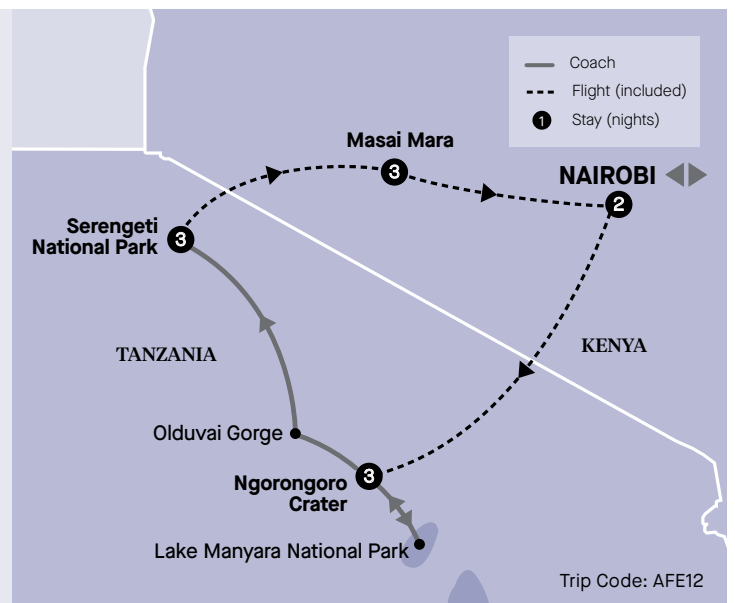 Coach
Flight (included)
1 Stay (nights)
Masai Mara
3
NAIROBI
2
Serengeti
National Park
3
TANZANIA
KENYA
Olduvai Gorge
Ngorongoro
Crater
3
Lake Manyara National Park
Trip Code: AFE12